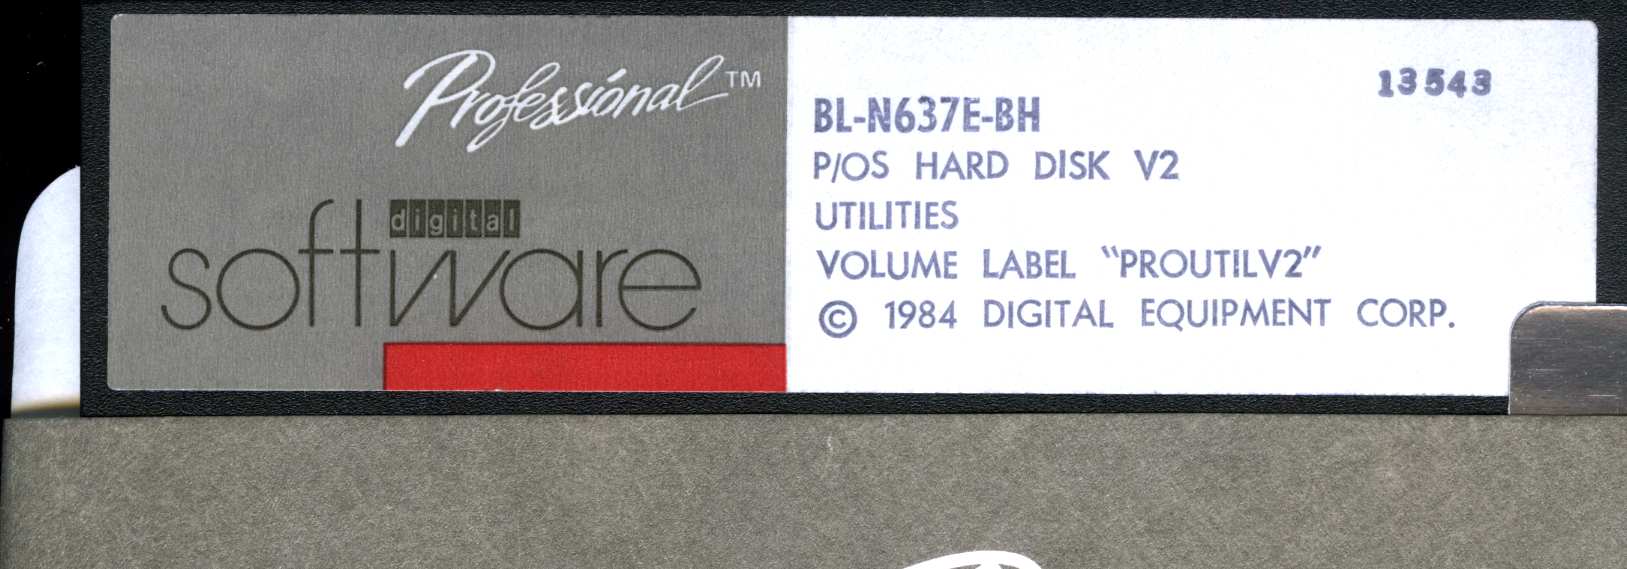 Professional™
digital
software
13543
BL-N637E-BH
P/OS HARD DISK V2
UTILITIES
VOLUME LABEL "PROUTILV2"
© 1984 DIGITAL EQUIPMENT CORP.